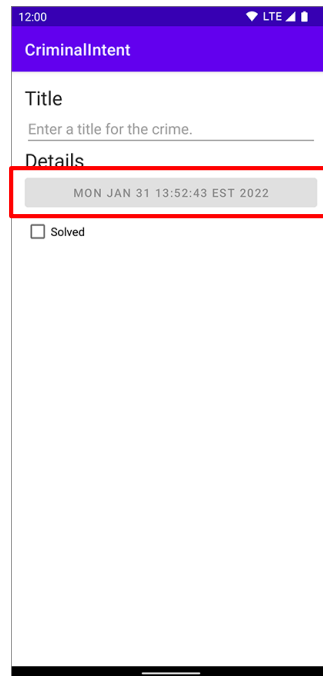 12:00 LTE
CriminalIntent
Title
Enter a title for the crime.
Details
MON JAN 31 13:52:43 EST 2022
Solved